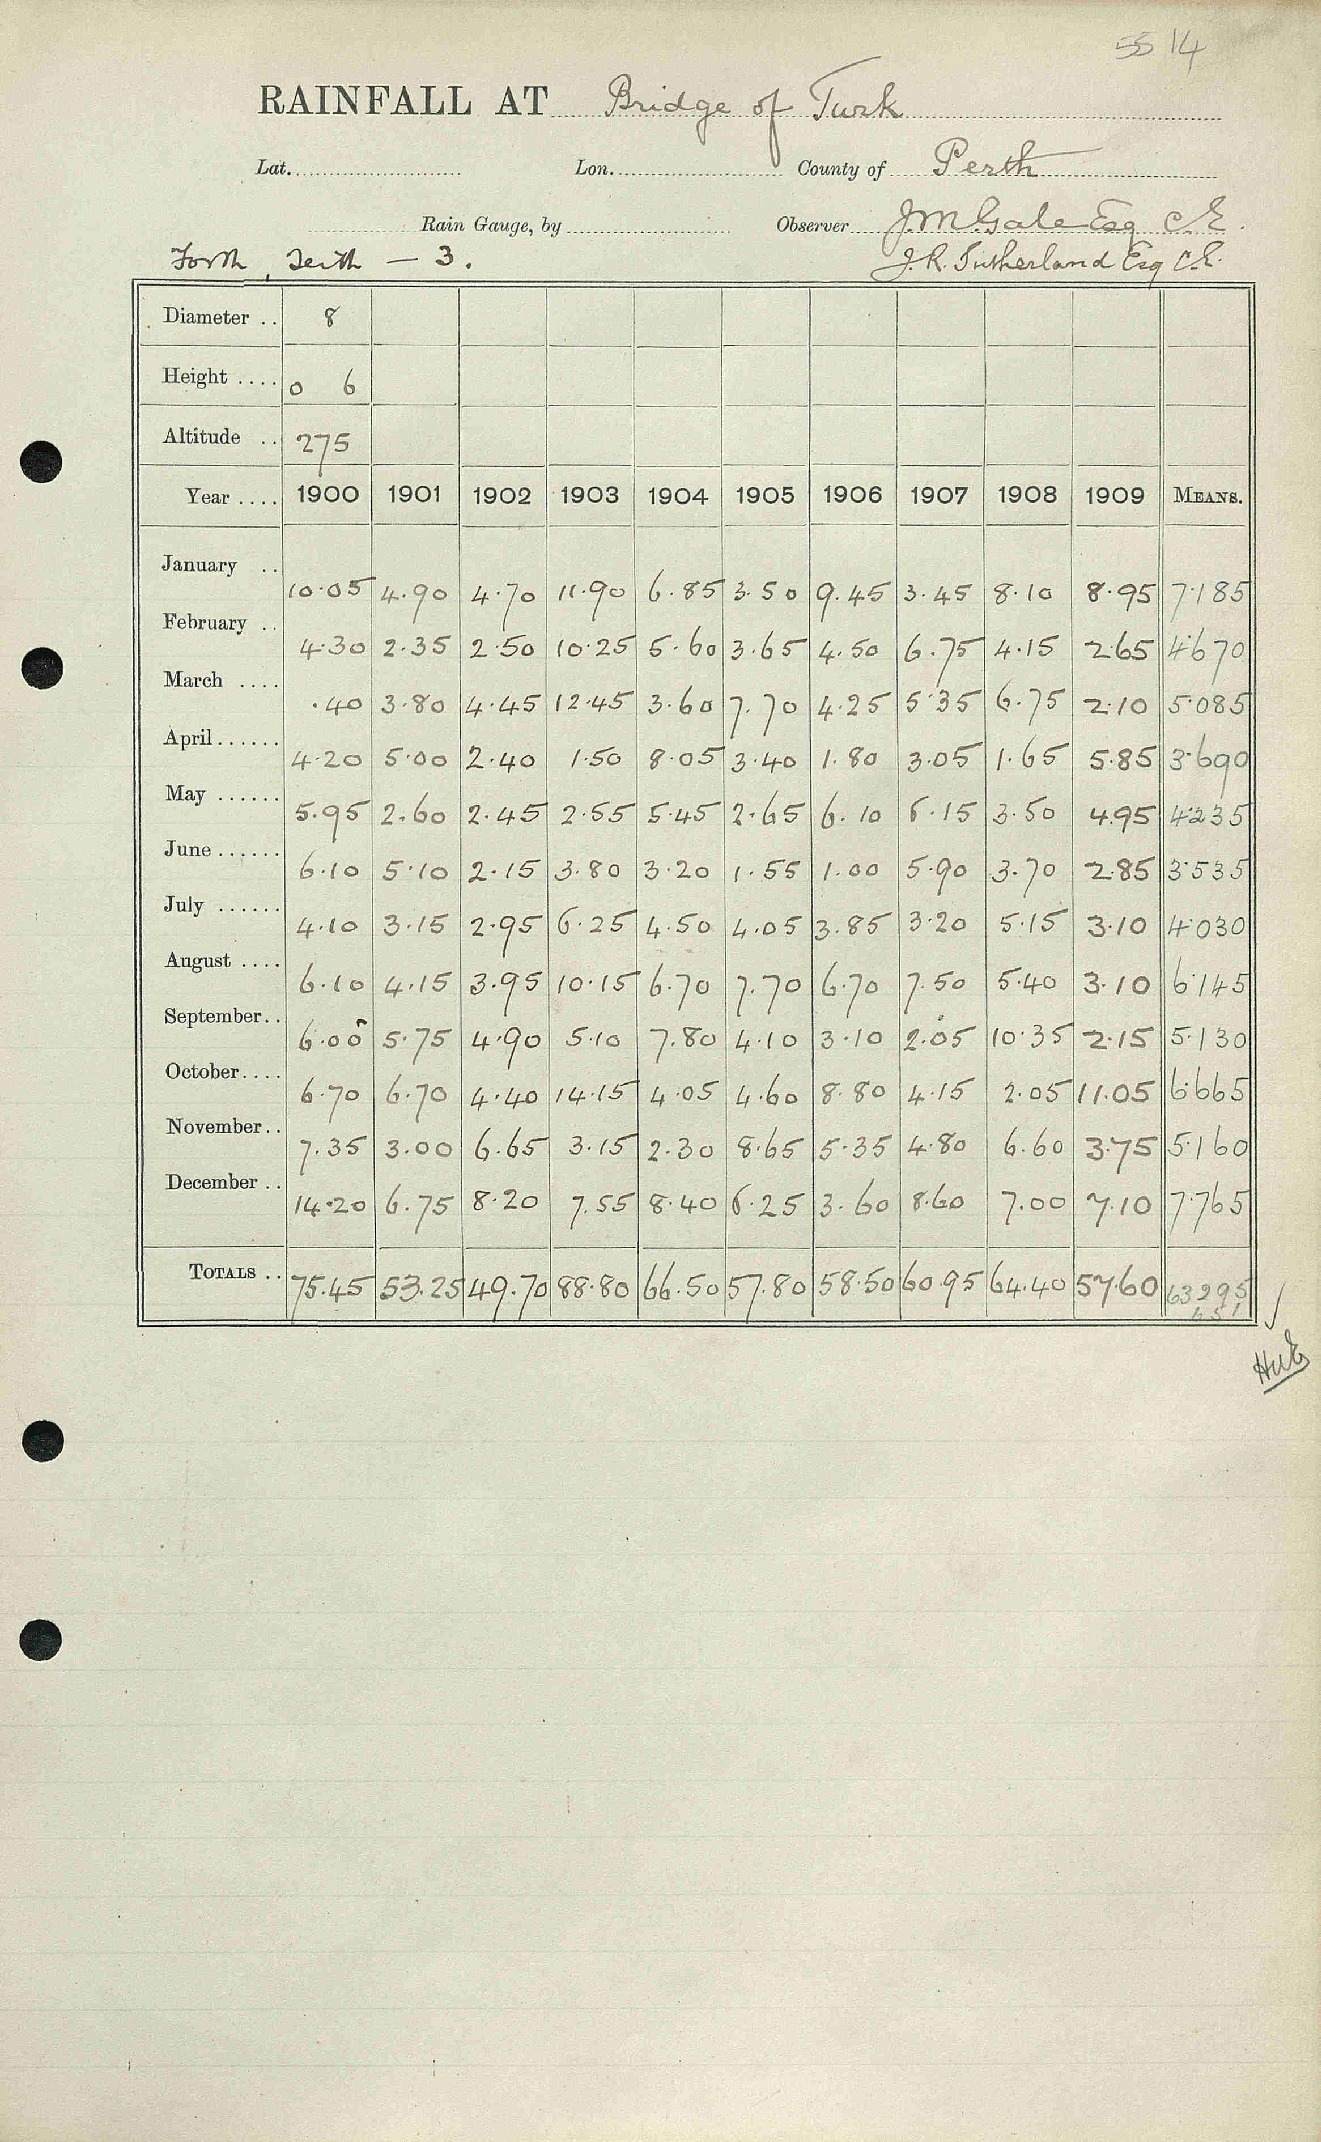 5514
RAINFALL AT Bridge of Turk
Lat. Lon. County of Perth
Rain Gauge, by Observer J.M. Gale Esq C.E.
Forth, Teith — 3. J.R. Sutherland Esq C.E.
Diameter .. 8
Height .... 0 6
Altitude .. 275
Year .... 1900 1901 1902 1903 1904 1905 1906 1907 1908 1909 MEANS.
January .. 10.05 4.90 4.70 11.90 6.85 3.50 9.45 3.45 8.10 8.95 7.185
February .. 4.30 2.35 2.50 10.25 5.60 3.65 4.50 6.75 4.15 2.65 4.670
March .... .40 3.80 4.45 12.45 3.60 7.70 4.25 5.35 6.75 2.10 5.085
April...... 4.20 5.00 2.40 1.50 8.05 3.40 1.80 3.05 1.65 5.85 3.690
May ...... 5.95 2.60 2.45 2.55 5.45 2.65 6.10 6.15 3.50 4.95 4.235
June...... 6.10 5.10 2.15 3.80 3.20 1.55 1.00 5.90 3.70 2.85 3.535
July ...... 4.10 3.15 2.95 6.25 4.50 4.05 3.85 3.20 5.15 3.10 4.030
August .... 6.10 4.15 3.95 10.15 6.70 7.70 6.70 7.50 5.40 3.10 6.145
September.. 6.00 5.75 4.90 5.10 7.80 4.10 3.10 2.05 10.35 2.15 5.130
October.... 6.70 6.70 4.40 14.15 4.05 4.60 8.80 4.15 2.05 11.05 6.665
November.. 7.35 3.00 6.65 3.15 2.30 8.65 5.35 4.80 6.60 3.75 5.160
December .. 14.20 6.75 8.20 7.55 8.40 6.25 3.60 8.60 7.00 7.10 7.765
TOTALS .. 75.45 53.25 49.70 88.80 66.50 57.80 58.50 60.95 64.40 57.60 63295